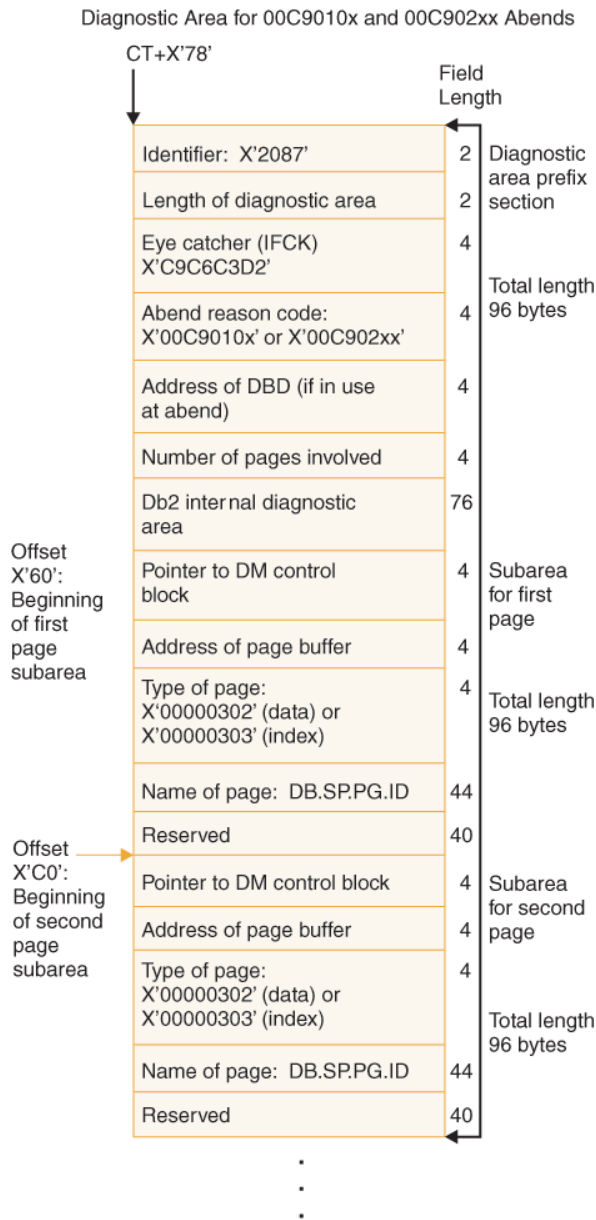 Diagnostic Area for 00C9010x and 00C902xx Abends
CT+X'78'
Field
Length
Identifier: X'2087'
2
Diagnostic
area prefix
section
Length of diagnostic area
2
Eye catcher (IFCK)
X'C9C6C3D2'
4
Total length
96 bytes
Abend reason code:
X'00C9010x' or X'00C902xx'
4
Address of DBD (if in use
at abend)
4
Number of pages involved
4
Db2 internal diagnostic
area
76
Offset
X'60':
Beginning
of first
page
subarea
Pointer to DM control
block
4
Subarea
for first
page
Address of page buffer
4
Type of page:
X'00000302' (data) or
X'00000303' (index)
4
Total length
96 bytes
Name of page: DB.SP.PG.ID
44
Reserved
40
Offset
X'C0':
Beginning
of second
page
subarea
Pointer to DM control block
4
Subarea
for second
page
Address of page buffer
4
Type of page:
X'00000302' (data) or
X'00000303' (index)
4
Total length
96 bytes
Name of page: DB.SP.PG.ID
44
Reserved
40